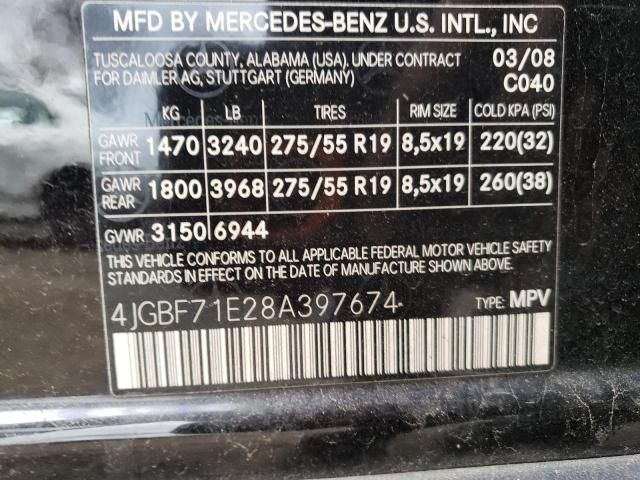 MFD BY MERCEDES-BENZ U.S. INTL., INC
TUSCALOOSA COUNTY, ALABAMA (USA), UNDER CONTRACT 03/08
FOR DAIMLER AG, STUTTGART (GERMANY) C040
KG LB TIRES RIM SIZE COLD KPA (PSI)
GAWR FRONT 1470 3240 275/55 R19 8,5x19 220(32)
GAWR REAR 1800 3968 275/55 R19 8,5x19 260(38)
GVWR 3150 6944
THIS VEHICLE CONFORMS TO ALL APPLICABLE FEDERAL MOTOR VEHICLE SAFETY
STANDARDS IN EFFECT ON THE DATE OF MANUFACTURE SHOWN ABOVE.
4JGBF71E28A397674 TYPE: MPV